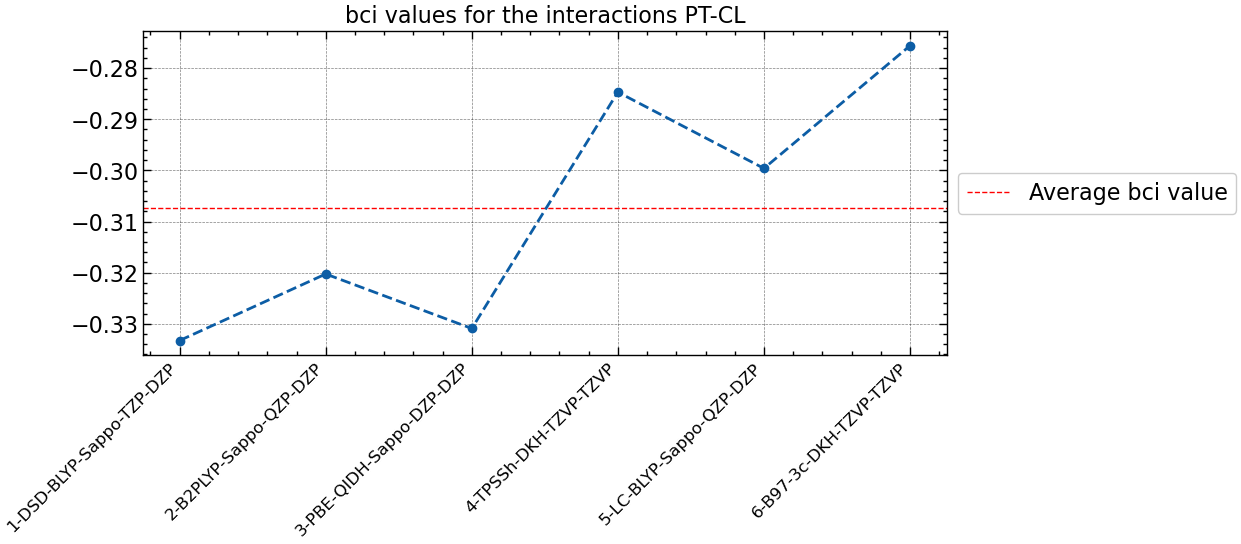 bci values for the interactions PT-CL
−0.28
−0.29
−0.30
−0.31
−0.32
−0.33
Average bci value
1-DSD-BLYP-Sappo-TZP-DZP
2-B2PLYP-Sappo-QZP-DZP
3-PBE-QIDH-Sappo-DZP-DZP
4-TPSSh-DKH-TZVP-TZVP
5-LC-BLYP-Sappo-QZP-DZP
6-B97-3c-DKH-TZVP-TZVP